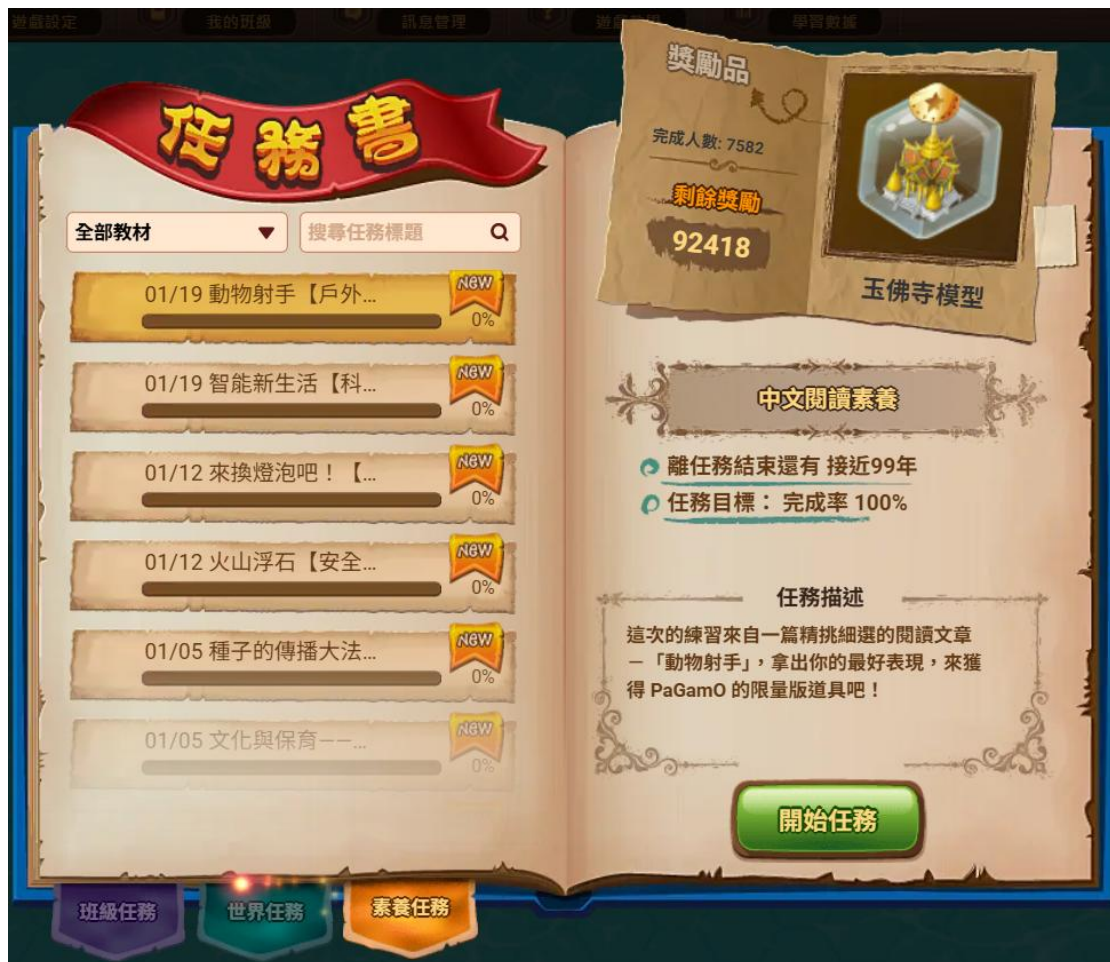 遊戲設定
我的班級
訊息管理
學習數據
任務書
全部教材
搜尋任務標題
01/19 動物射手【戶外...
NEW
0%
01/19 智能新生活【科...
NEW
0%
01/12 來換燈泡吧！【...
NEW
0%
01/12 火山浮石【安全...
NEW
0%
01/05 種子的傳播大法...
NEW
0%
01/05 文化與保育——...
NEW
0%
班級任務
世界任務
素養任務
獎勵品
完成人數: 7582
剩餘獎勵
92418
玉佛寺模型
中文閱讀素養
離任務結束還有 接近99年
任務目標： 完成率 100%
任務描述
這次的練習來自一篇精挑細選的閱讀文章
－「動物射手」，拿出你的最好表現，來獲
得 PaGamO 的限量版道具吧！
開始任務